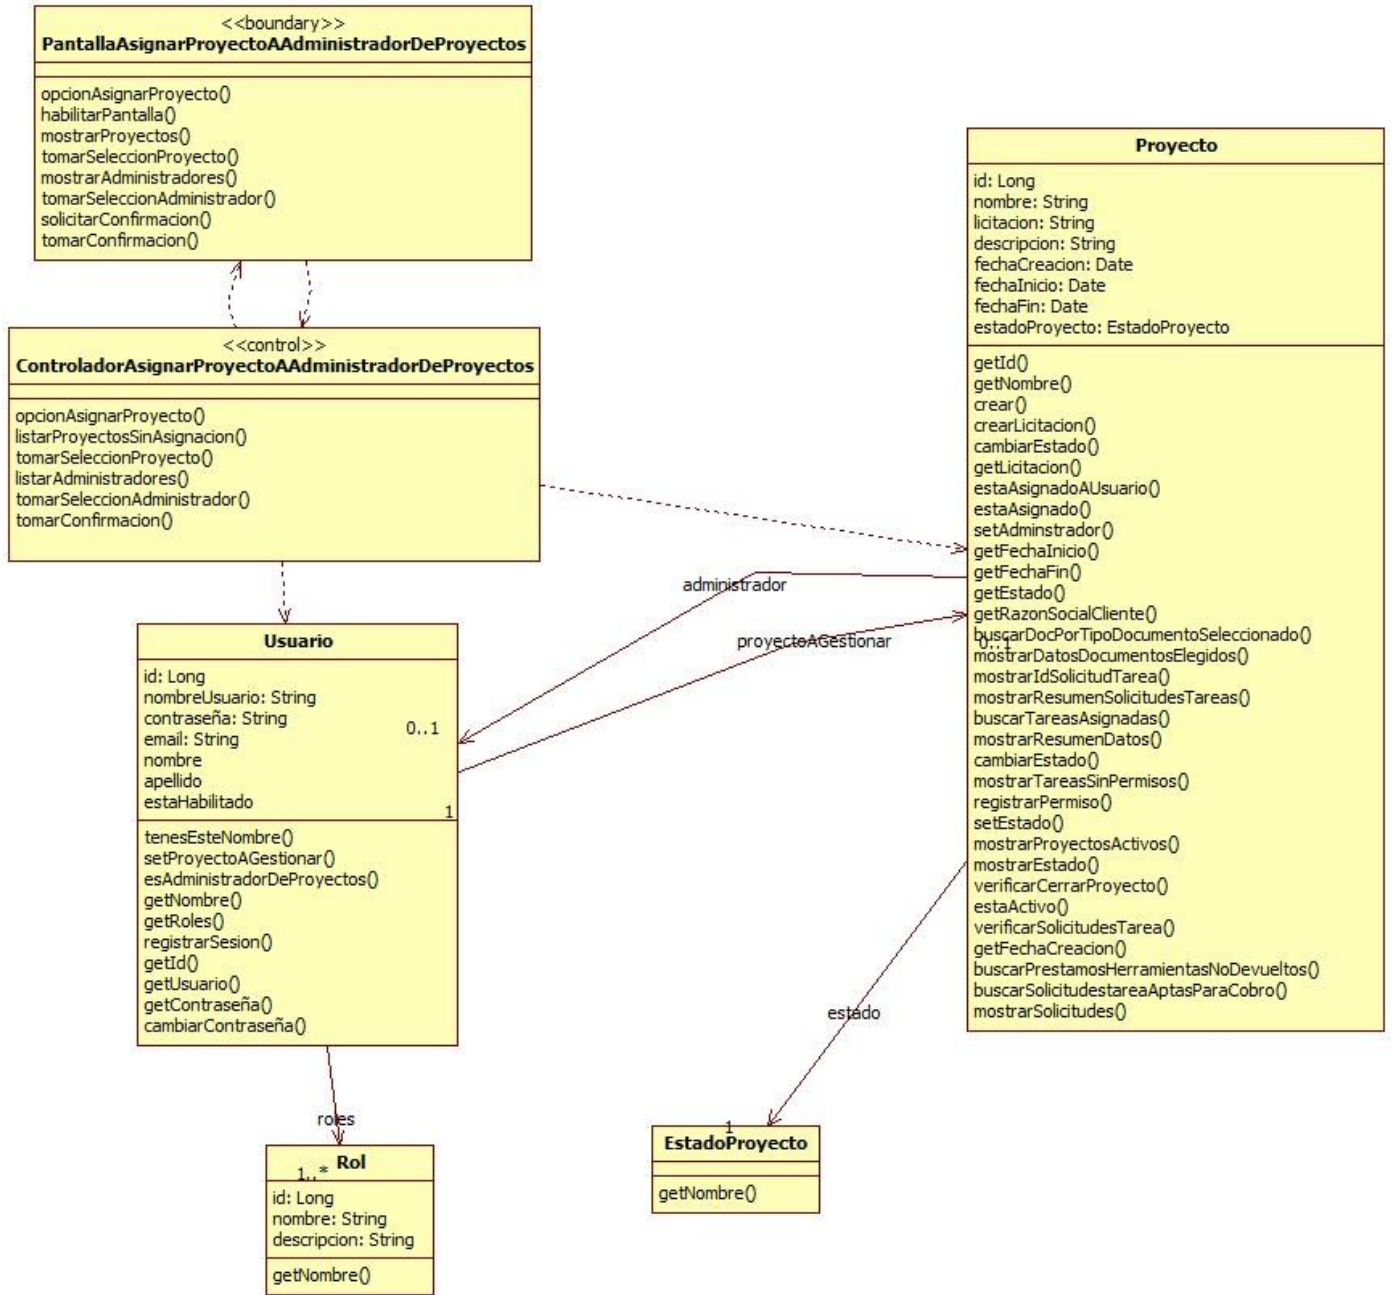 <<boundary>>
PantallaAsignarProyectoAAdministradorDeProyectos
opcionAsignarProyecto()
habilitarPantalla()
mostrarProyectos()
tomarSeleccionProyecto()
mostrarAdministradores()
tomarSeleccionAdministrador()
solicitarConfirmacion()
tomarConfirmacion()
<<control>>
ControladorAsignarProyectoAAdministradorDeProyectos
opcionAsignarProyecto()
listarProyectosSinAsignacion()
tomarSeleccionProyecto()
listarAdministradores()
tomarSeleccionAdministrador()
tomarConfirmacion()
Proyecto
id: Long
nombre: String
licitacion: String
descripcion: String
fechaCreacion: Date
fechaInicio: Date
fechaFin: Date
estadoProyecto: EstadoProyecto
getId()
getNombre()
crear()
crearLicitacion()
cambiarEstado()
getLicitacion()
estaAsignadoAUsuario()
estaAsignado()
setAdminstrador()
getFechaInicio()
getFechaFin()
getEstado()
getRazonSocialCliente()
buscarDocPorTipoDocumentoSeleccionado()
mostrarDatosDocumentosElegidos()
mostrarIdSolicitudTarea()
mostrarResumenSolicitudesTareas()
buscarTareasAsignadas()
mostrarResumenDatos()
cambiarEstado()
mostrarTareasSinPermisos()
registrarPermiso()
setEstado()
mostrarProyectosActivos()
mostrarEstado()
verificarCerrarProyecto()
estaActivo()
verificarSolicitudesTarea()
getFechaCreacion()
buscarPrestamosHerramientasNoDevueltos()
buscarSolicitudestareaAptasParaCobro()
mostrarSolicitudes()
administrador
proyectoAGestionar
0..1
0..1
1
Usuario
id: Long
nombreUsuario: String
contraseña: String
email: String
nombre
apellido
estaHabilitado
tenesEsteNombre()
setProyectoAGestionar()
esAdministradorDeProyectos()
getNombre()
getRoles()
registrarSesion()
getId()
getUsuario()
getContraseña()
cambiarContraseña()
estado
1
EstadoProyecto
getNombre()
roles
1..*
Rol
id: Long
nombre: String
descripcion: String
getNombre()